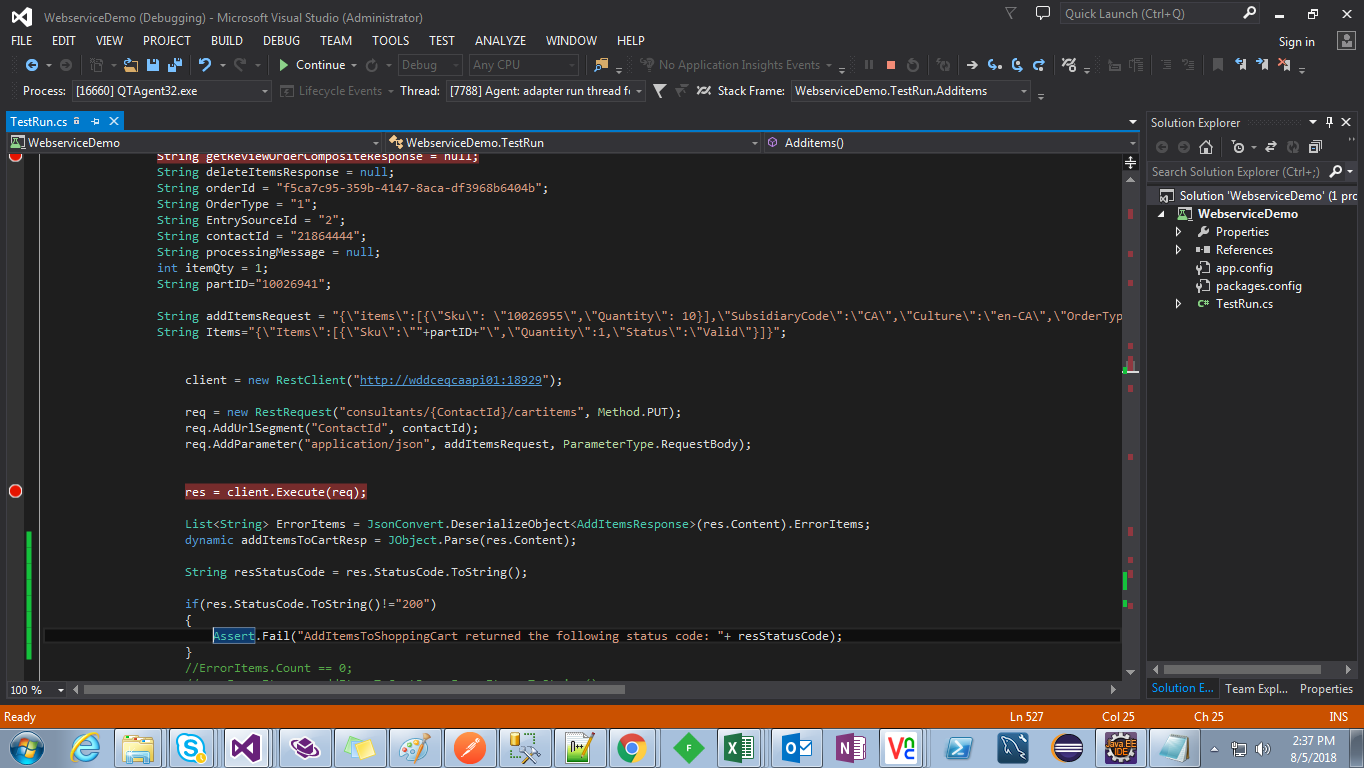 WebserviceDemo (Debugging) - Microsoft Visual Studio (Administrator)
Quick Launch (Ctrl+Q)
FILE EDIT VIEW PROJECT BUILD DEBUG TEAM TOOLS TEST ANALYZE WINDOW HELP
Sign in
Continue Debug Any CPU No Application Insights Events
Process: [16660] QTAgent32.exe Lifecycle Events Thread: [7788] Agent: adapter run thread fo Stack Frame: WebserviceDemo.TestRun.Additems
TestRun.cs
WebserviceDemo WebserviceDemo.TestRun Additems()
String getReviewOrderCompositeResponse = null;
String deleteItemsResponse = null;
String orderId = "f5ca7c95-359b-4147-8aca-df3968b6404b";
String OrderType = "1";
String EntrySourceId = "2";
String contactId = "21864444";
String processingMessage = null;
int itemQty = 1;
String partID="10026941";
String addItemsRequest = "{\"items\":[{\"Sku\": \"10026955\",\"Quantity\": 10}],\"SubsidiaryCode\":\"CA\",\"Culture\":\"en-CA\",\"OrderTyp
String Items="{\"Items\":[{\"Sku\":\""+partID+"\",\"Quantity\":1,\"Status\":\"Valid\"}]}";
client = new RestClient("http://wddceqcaapi01:18929");
req = new RestRequest("consultants/{ContactId}/cartitems", Method.PUT);
req.AddUrlSegment("ContactId", contactId);
req.AddParameter("application/json", addItemsRequest, ParameterType.RequestBody);
res = client.Execute(req);
List<String> ErrorItems = JsonConvert.DeserializeObject<AddItemsResponse>(res.Content).ErrorItems;
dynamic addItemsToCartResp = JObject.Parse(res.Content);
String resStatusCode = res.StatusCode.ToString();
if(res.StatusCode.ToString()!="200")
{
Assert.Fail("AddItemsToShoppingCart returned the following status code: "+ resStatusCode);
}
//ErrorItems.Count == 0;
100 %
Solution Explorer
Search Solution Explorer (Ctrl+;)
Solution 'WebserviceDemo' (1 pro
WebserviceDemo
Properties
References
app.config
packages.config
C# TestRun.cs
Solution E... Team Expl... Properties
Ready Ln 527 Col 25 Ch 25 INS
Java EE
IDE
2:37 PM
8/5/2018